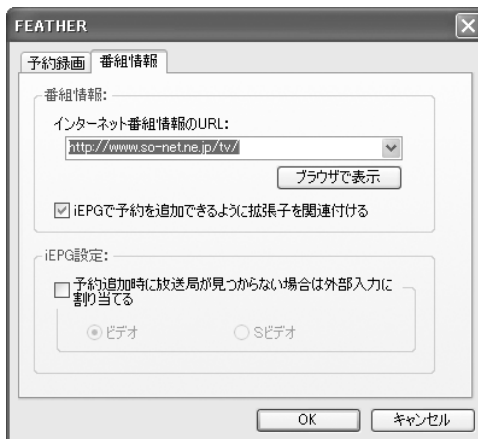 FEATHER
予約録画 番組情報
番組情報:
インターネット番組情報のURL:
http://www.so-net.ne.jp/tv/
ブラウザで表示
iEPGで予約を追加できるように拡張子を関連付ける
iEPG設定:
予約追加時に放送局が見つからない場合は外部入力に
割り当てる
ビデオ Sビデオ
OK キャンセル